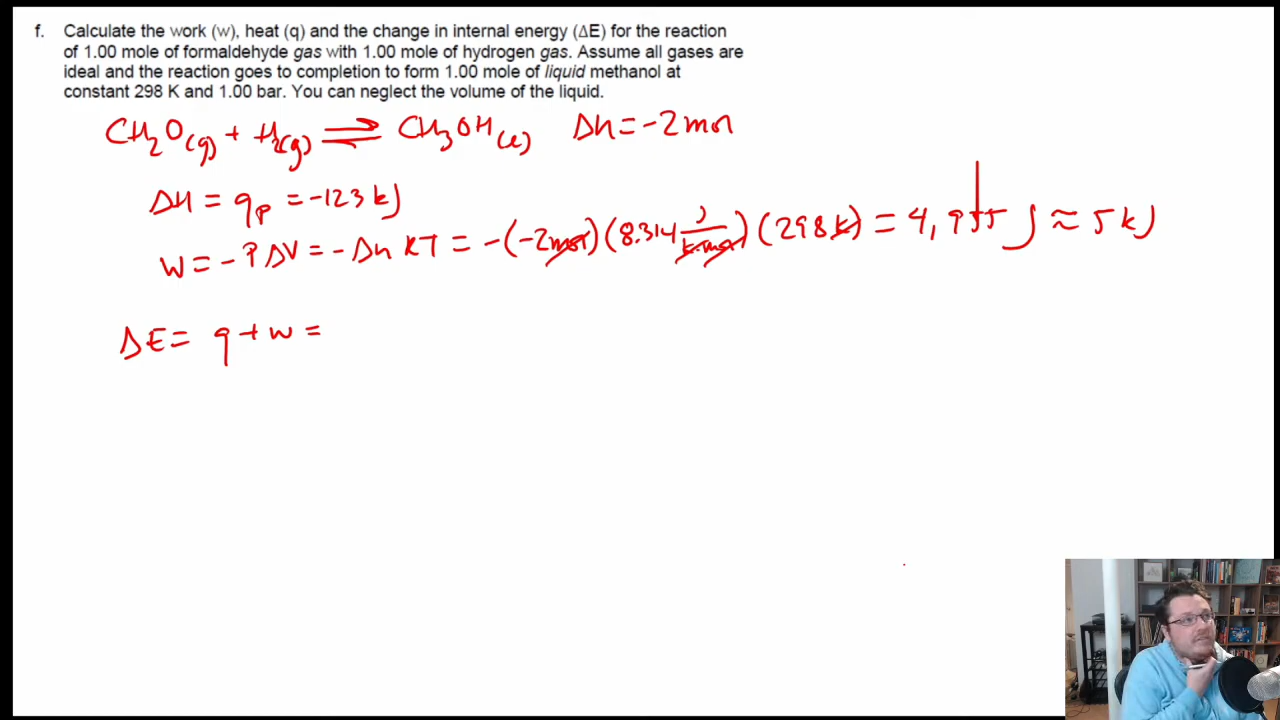 f. Calculate the work (w), heat (q) and the change in internal energy (ΔE) for the reaction
of 1.00 mole of formaldehyde gas with 1.00 mole of hydrogen gas. Assume all gases are
ideal and the reaction goes to completion to form 1.00 mole of liquid methanol at
constant 298 K and 1.00 bar. You can neglect the volume of the liquid.
CH₂O(g) + H₂(g) ⇌ CH₃OH(ℓ) Δn = -2 mol
ΔH = qₚ = -123 kJ
w = -PΔV = -Δn RT = -(-2mol)(8.314 J/K·mol)(298K) = 4,955 J ≈ 5 kJ
ΔE = q + w =